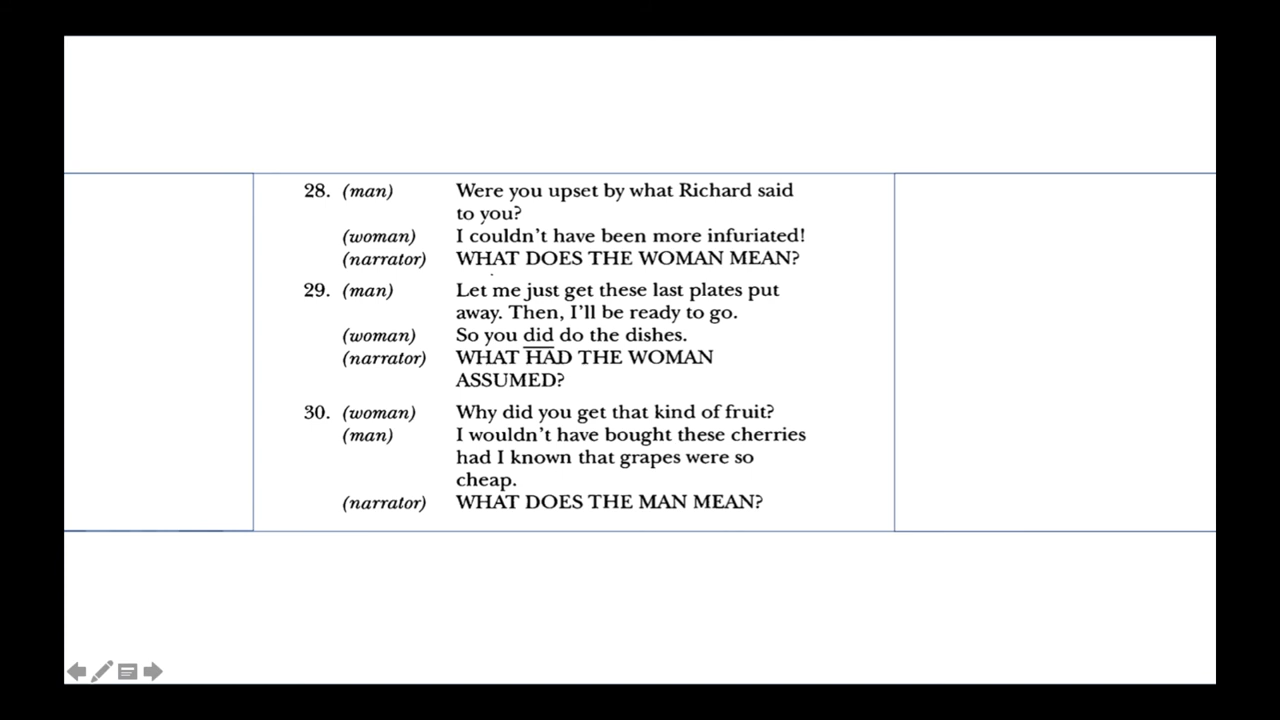 28. (man) Were you upset by what Richard said
to you?
(woman) I couldn't have been more infuriated!
(narrator) WHAT DOES THE WOMAN MEAN?
29. (man) Let me just get these last plates put
away. Then, I'll be ready to go.
(woman) So you did do the dishes.
(narrator) WHAT HAD THE WOMAN
ASSUMED?
30. (woman) Why did you get that kind of fruit?
(man) I wouldn't have bought these cherries
had I known that grapes were so
cheap.
(narrator) WHAT DOES THE MAN MEAN?